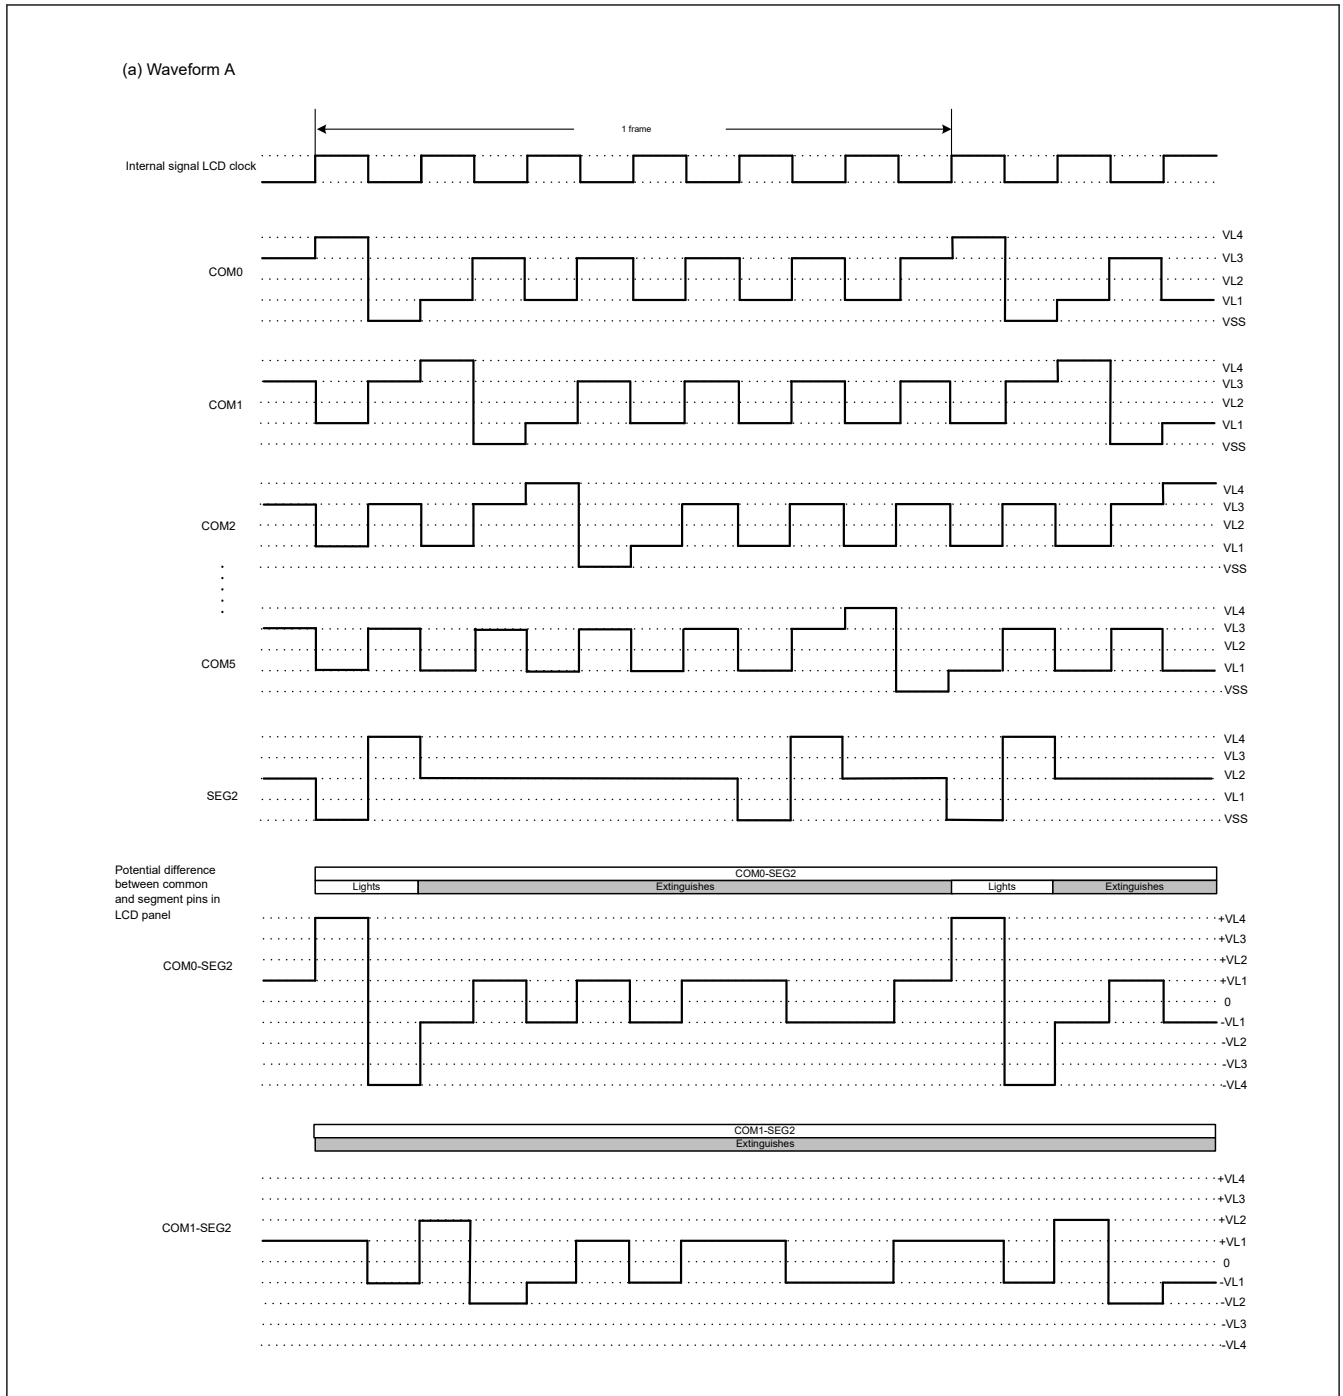 (a) Waveform A
1 frame
Internal signal LCD clock
COM0
VL4
VL3
VL2
VL1
VSS
COM1
VL4
VL3
VL2
VL1
VSS
COM2
VL4
VL3
VL2
VL1
VSS
COM5
VL4
VL3
VL2
VL1
VSS
SEG2
VL4
VL3
VL2
VL1
VSS
Potential difference
between common
and segment pins in
LCD panel
COM0-SEG2
Lights
Extinguishes
Lights
Extinguishes
COM0-SEG2
+VL4
+VL3
+VL2
+VL1
0
-VL1
-VL2
-VL3
-VL4
COM1-SEG2
Extinguishes
COM1-SEG2
+VL4
+VL3
+VL2
+VL1
0
-VL1
-VL2
-VL3
-VL4